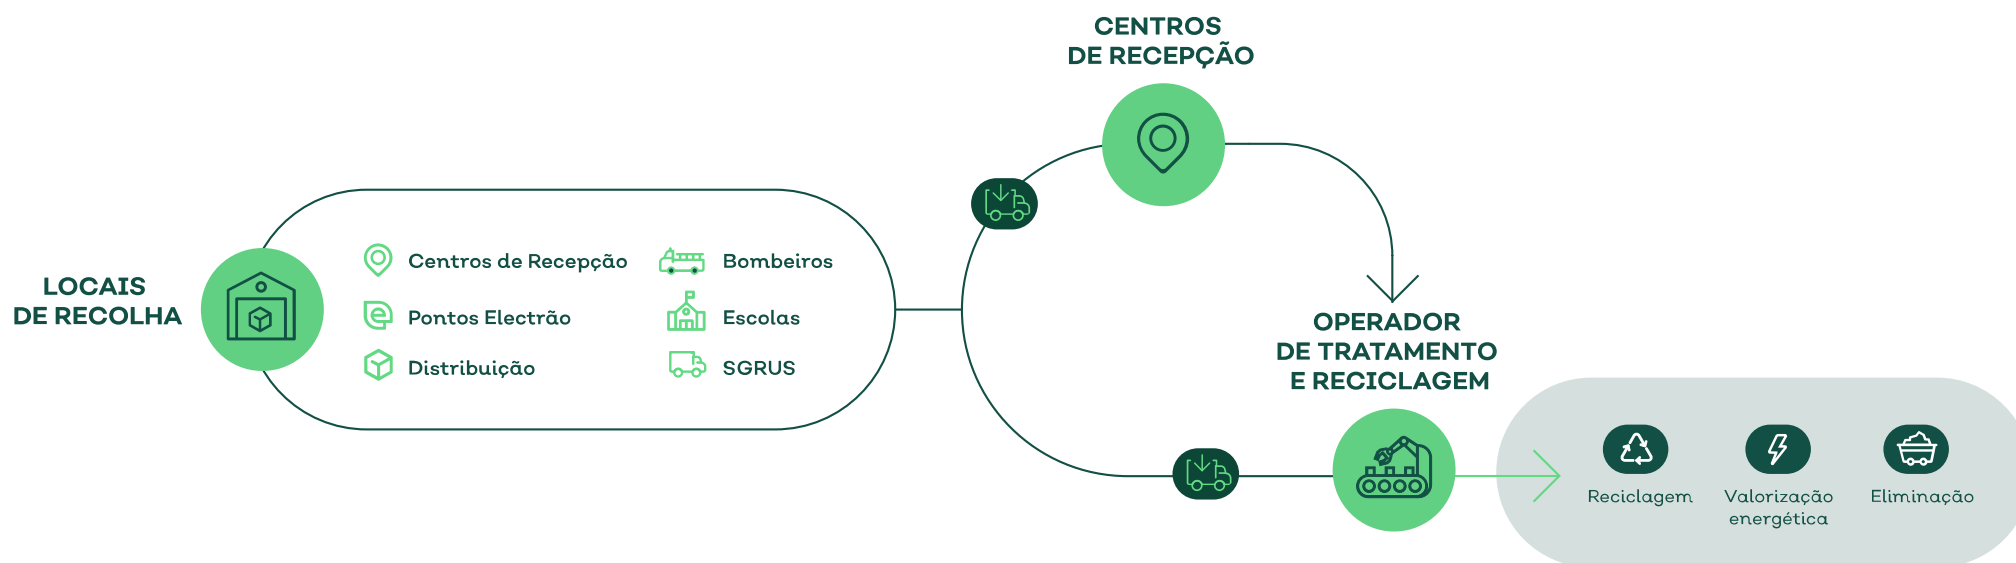 LOCAIS
DE RECOLHA
Centros de Recepção
Pontos Electrão
Distribuição
Bombeiros
Escolas
SGRUS
CENTROS
DE RECEPÇÃO
OPERADOR
DE TRATAMENTO
E RECICLAGEM
Reciclagem
Valorização
energética
Eliminação